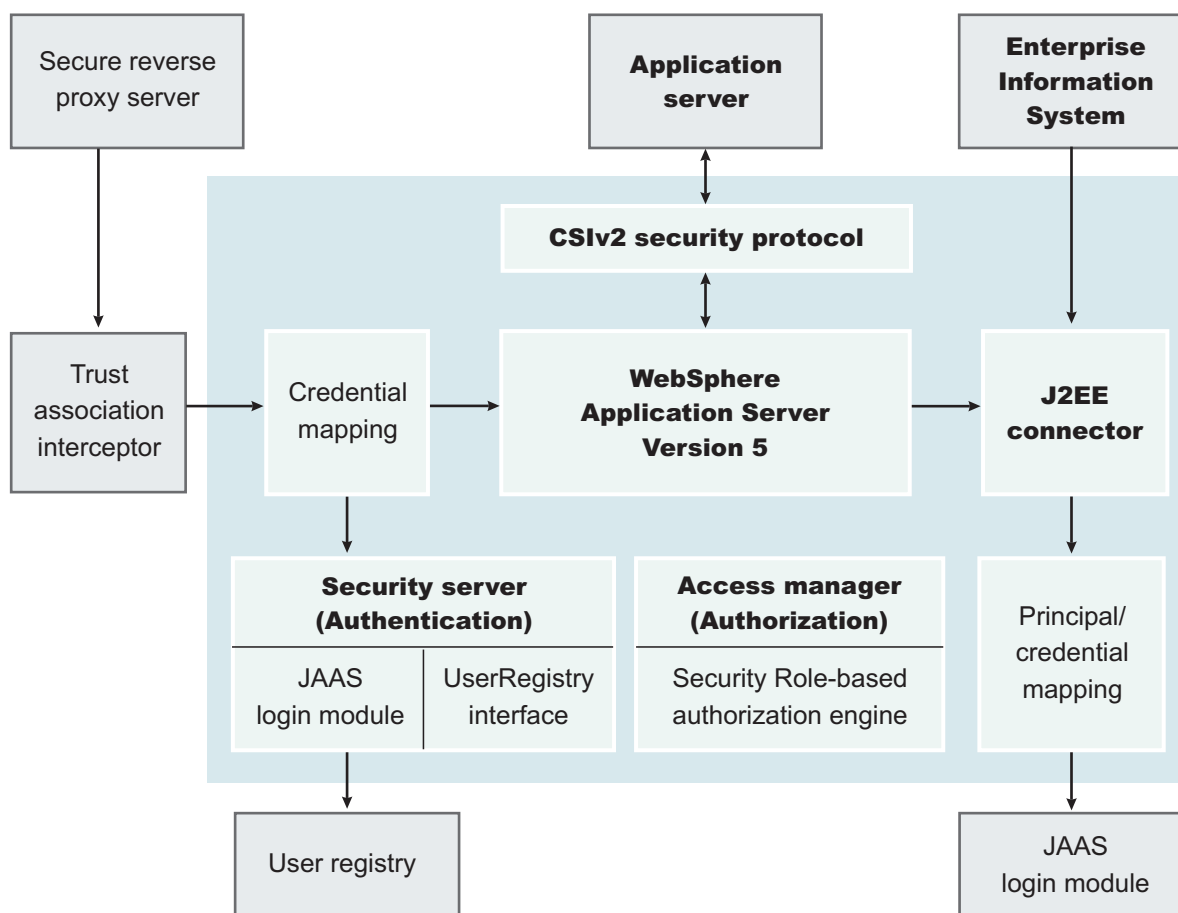 Secure reverse
proxy server
Application
server
Enterprise
Information
System
CSIv2 security protocol
Trust
association
interceptor
Credential
mapping
WebSphere
Application Server
Version 5
J2EE
connector
Security server
(Authentication)
JAAS
login module
UserRegistry
interface
Access manager
(Authorization)
Security Role-based
authorization engine
Principal/
credential
mapping
User registry
JAAS
login module